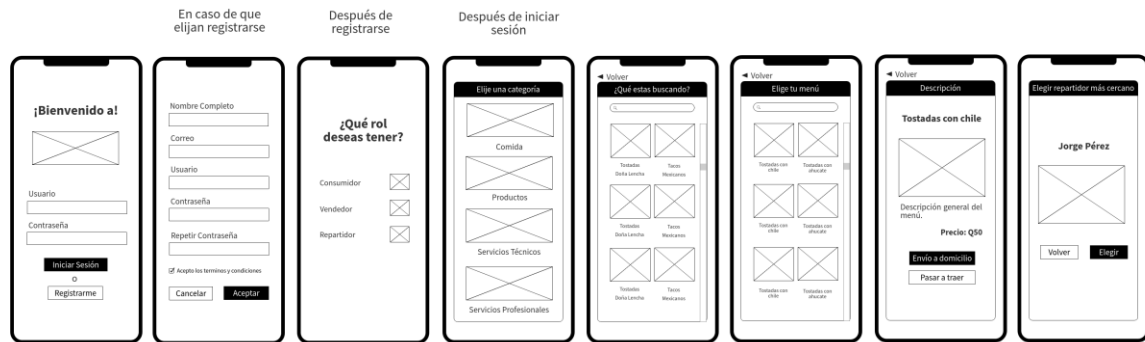 En caso de que
elijan registrarse
Después de
registrarse
Después de iniciar
sesión
¡Bienvenido a!
Usuario
Contraseña
Iniciar Sesión
O
Registrarme
Nombre Completo
Correo
Usuario
Contraseña
Repetir Contraseña
Acepto los terminos y condiciones
Cancelar
Aceptar
¿Qué rol
deseas tener?
Consumidor
Vendedor
Repartidor
Elije una categoría
Comida
Productos
Servicios Técnicos
Servicios Profesionales
Volver
¿Qué estas buscando?
Tostadas
Doña Lencha
Tacos
Mexicanos
Tostadas
Doña Lencha
Tacos
Mexicanos
Tostadas
Doña Lencha
Tacos
Mexicanos
Volver
Elige tu menú
Tostadas con
chile
Tostadas con
ahucate
Tostadas con
chile
Tostadas con
ahucate
Tostadas con
chile
Tostadas con
ahucate
Volver
Descripción
Tostadas con chile
Descripción general del
menú.
Precio: Q50
Envío a domicilio
Pasar a traer
Elegir repartidor más cercano
Jorge Pérez
Volver
Elegir